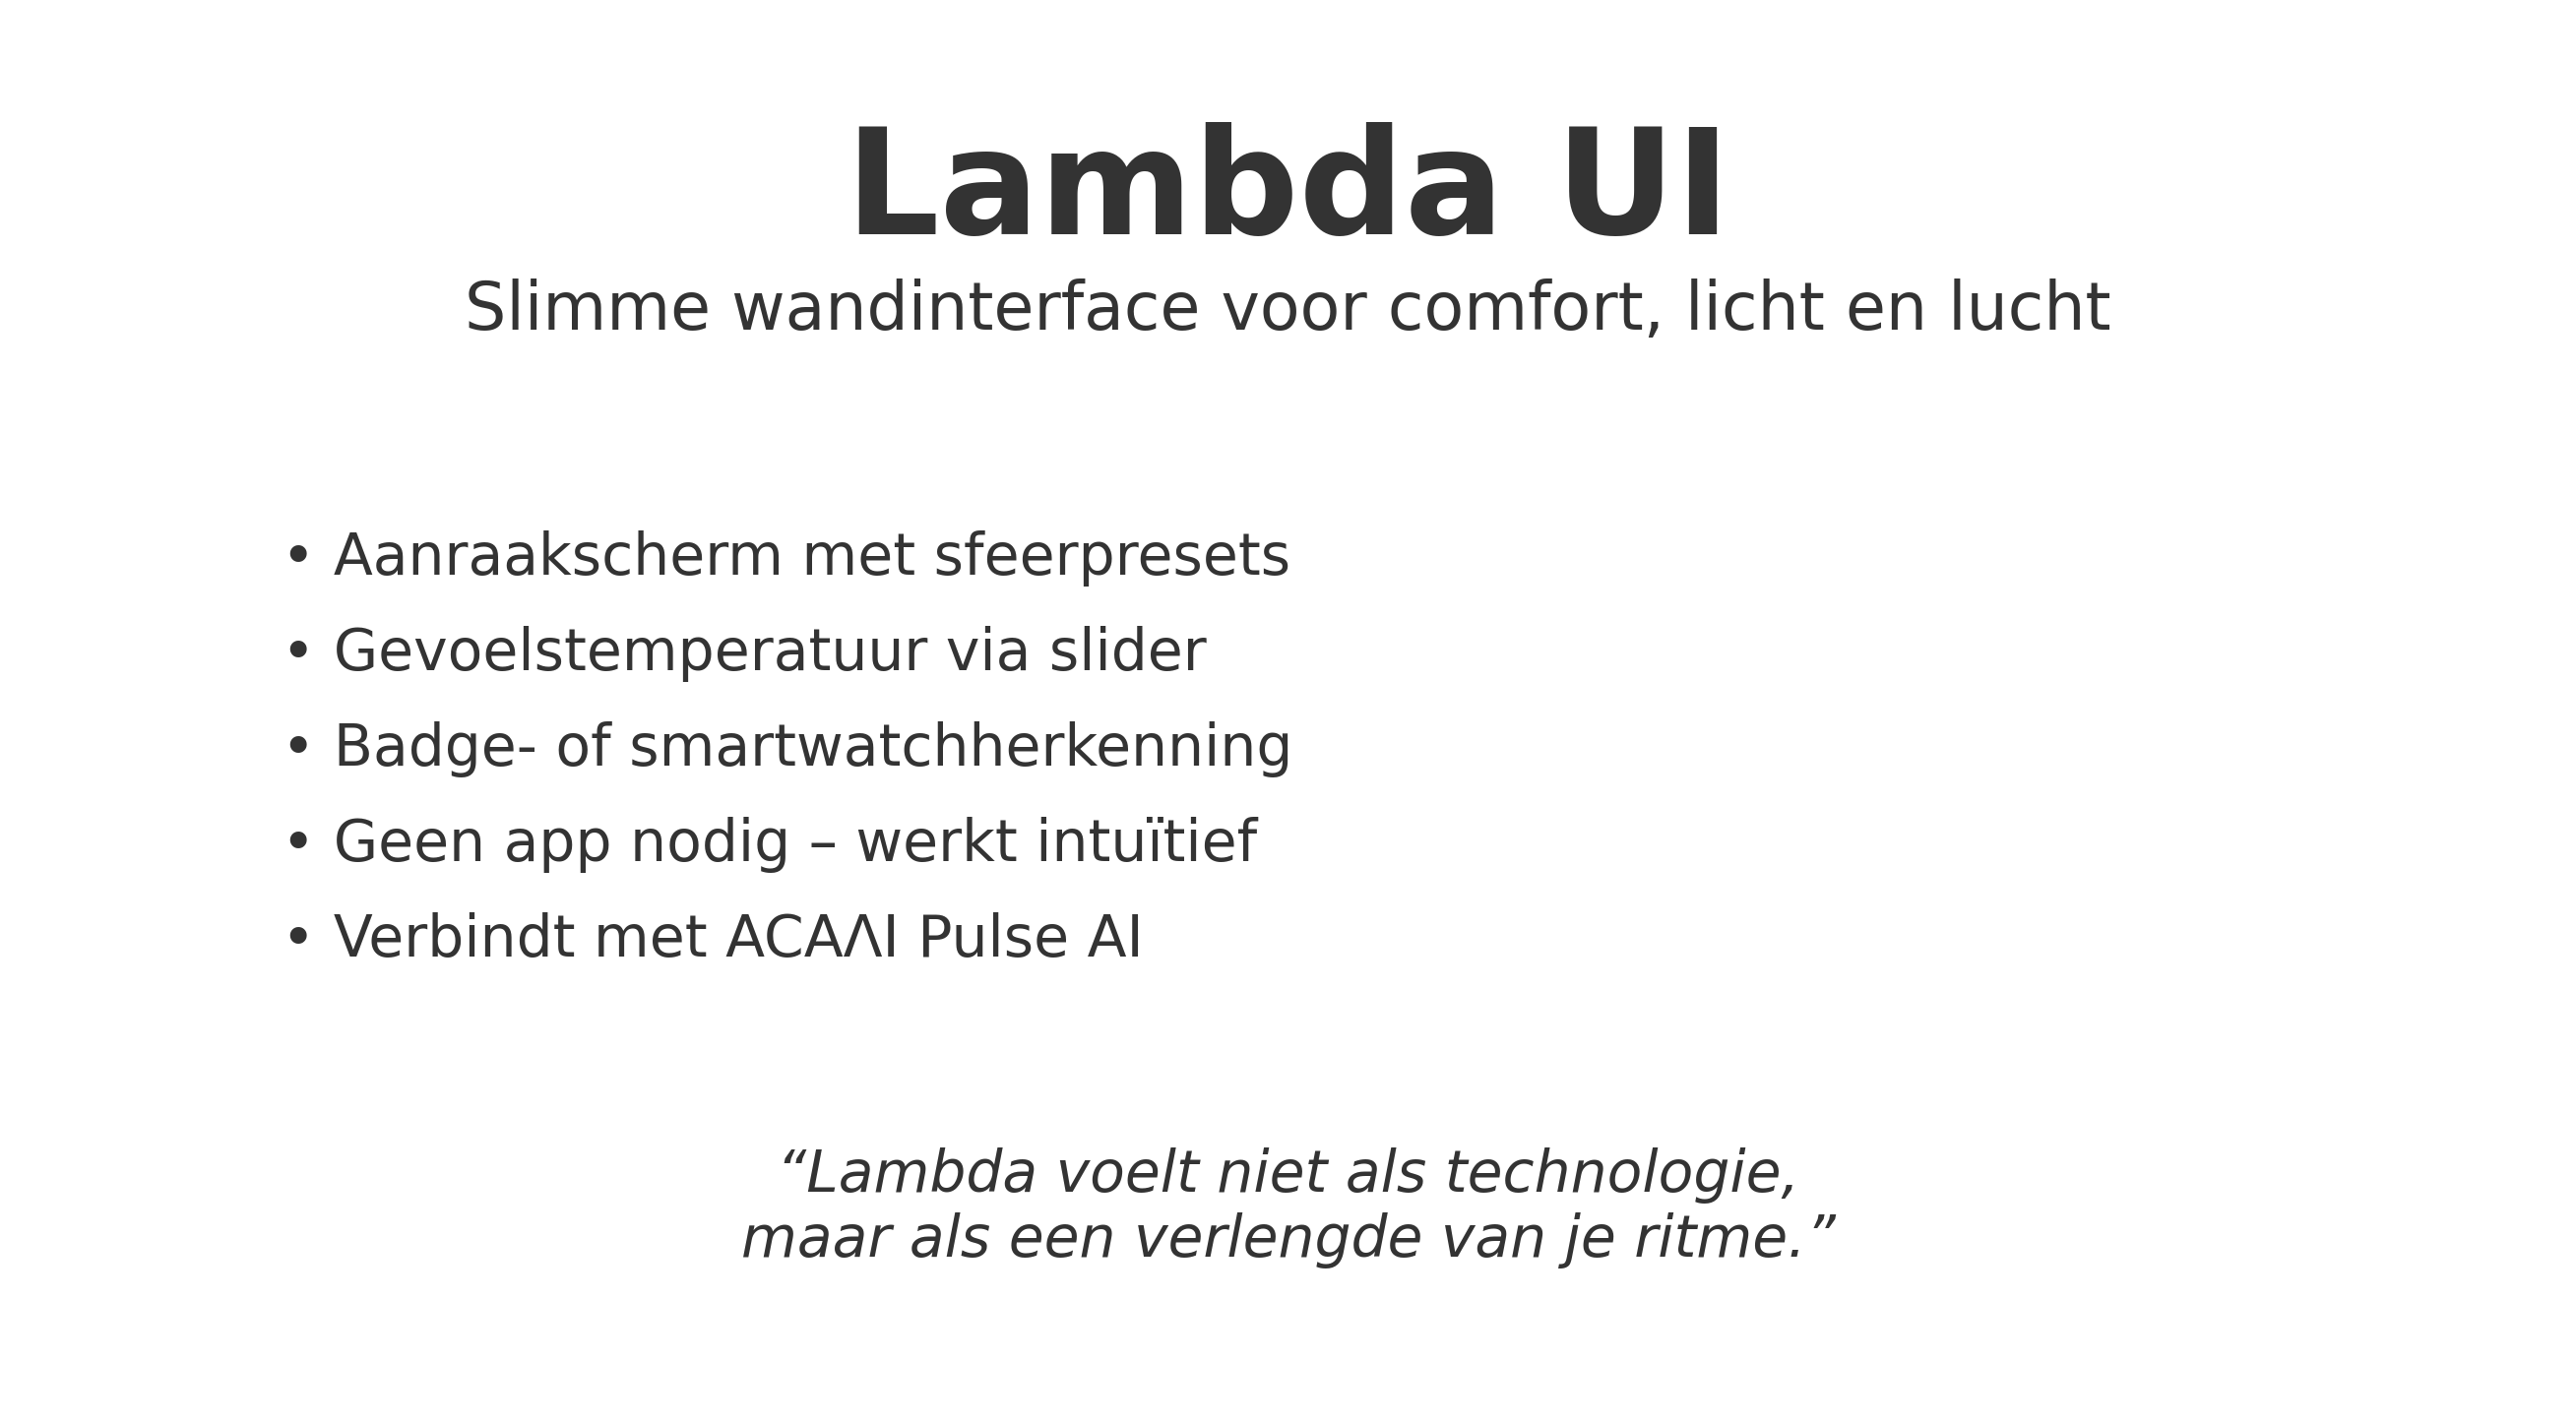 Lambda UI
Slimme wandinterface voor comfort, licht en lucht
• Aanraakscherm met sfeerpresets
• Gevoelstemperatuur via slider
• Badge- of smartwatchherkenning
• Geen app nodig – werkt intuïtief
• Verbindt met ACAΛI Pulse AI
“Lambda voelt niet als technologie,
maar als een verlengde van je ritme.”